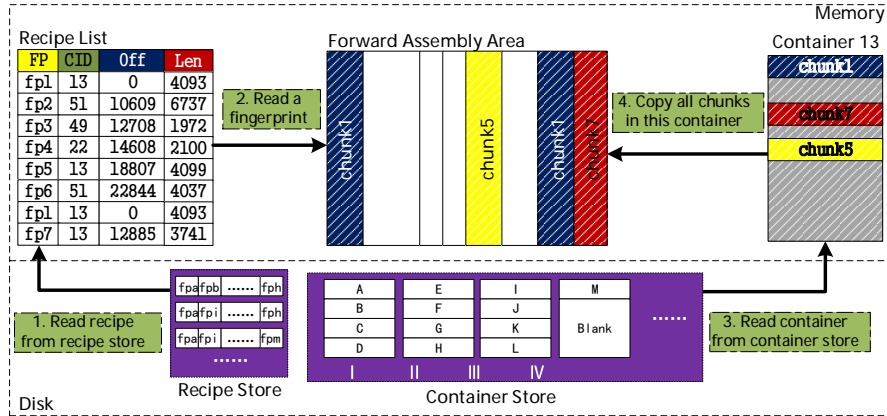 Memory
Recipe List
Forward Assembly Area
Container 13
FP CID Off Len
fp1 13 0 4093
fp2 51 10609 6737
fp3 49 12708 1972
fp4 22 14608 2100
fp5 13 18807 4099
fp6 51 22844 4037
fp1 13 0 4093
fp7 13 12885 3741
2. Read a
fingerprint
chunk1
chunk5
chunk1
chunk7
4. Copy all chunks
in this container
chunk1
chunk7
chunk5
1. Read recipe
from recipe store
fpa fpb ...... fph
fpa fpi ...... fph
fpa fpi ...... fpm
......
Recipe Store
A E I M
B F J
C G K
Blank
D H L
......
I II III IV
Container Store
3. Read container
from container store
Disk